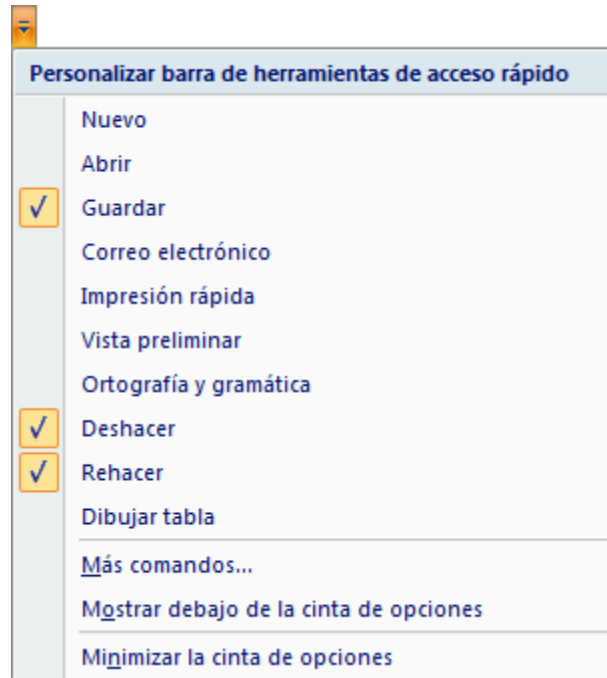 Personalizar barra de herramientas de acceso rápido
Nuevo
Abrir
Guardar
Correo electrónico
Impresión rápida
Vista preliminar
Ortografía y gramática
Deshacer
Rehacer
Dibujar tabla
Más comandos...
Mostrar debajo de la cinta de opciones
Minimizar la cinta de opciones